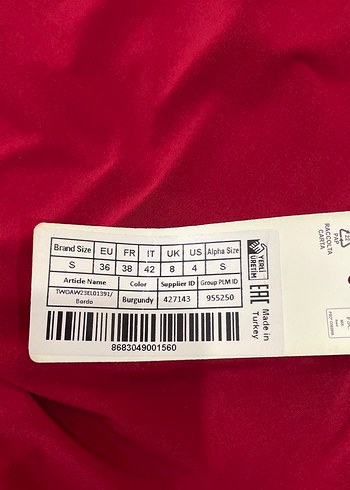 Brand Size EU FR IT UK US Alpha Size
S 36 38 42 8 4 S
Article Name Color Supplier ID Group PLM ID
TWOAW23EL01391/
Bordo Burgundy 427143 955250
8683049001560
YERLİ
ÜRETİM
EAC
Made in
Turkey
22
PAP
RACCOLTA
CARTA